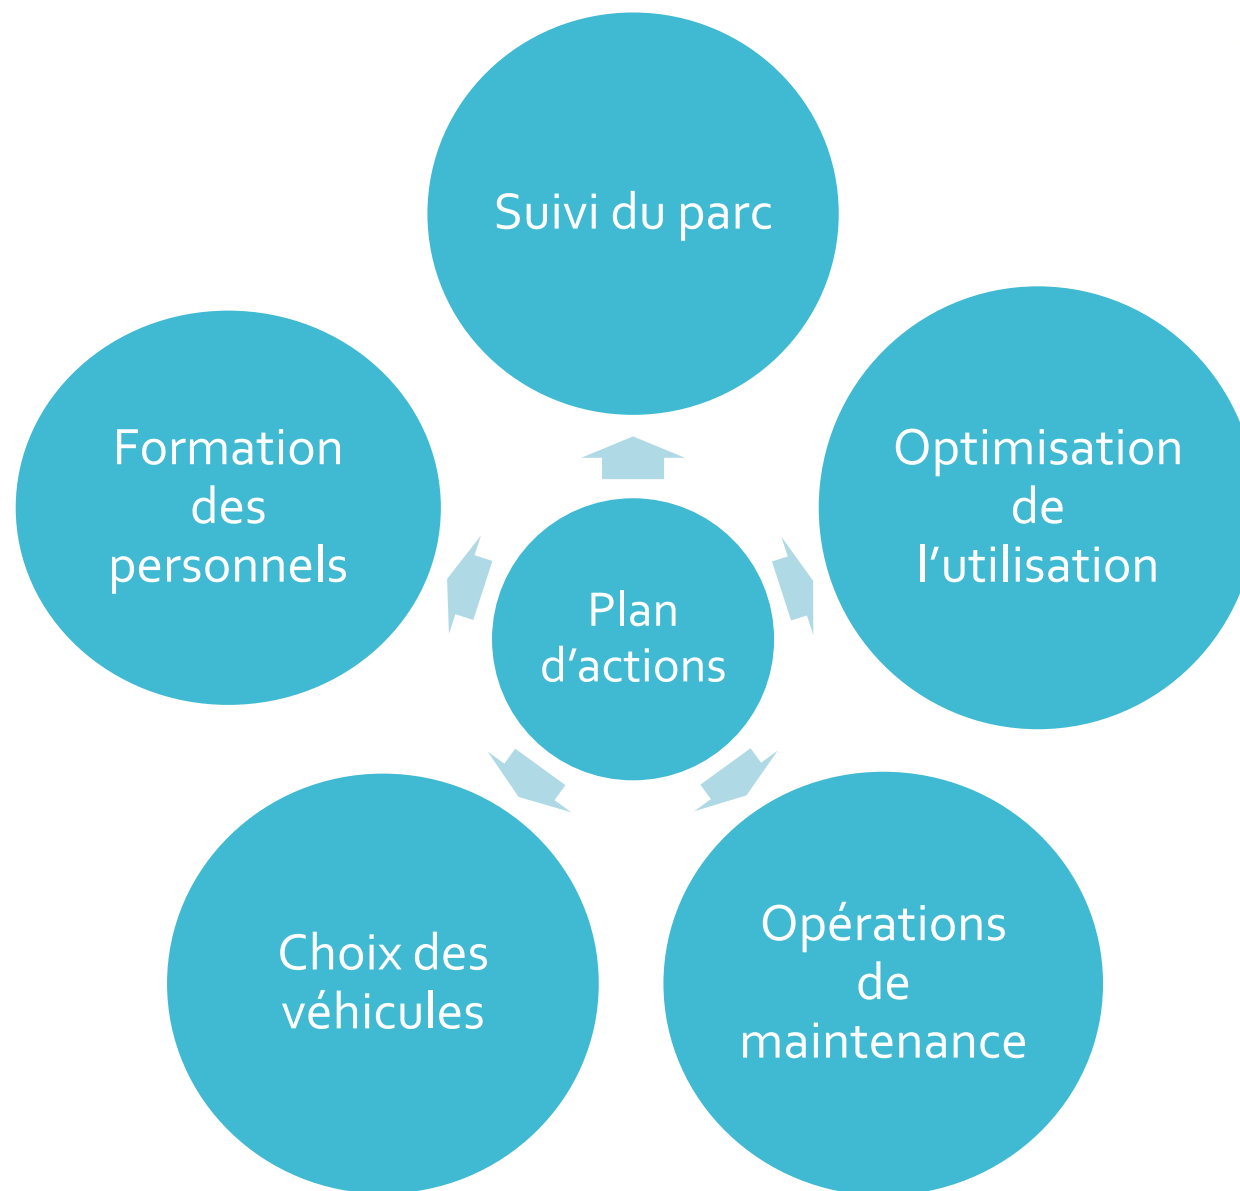 Suivi du parc
Formation
des
personnels
Optimisation
de
l’utilisation
Plan
d’actions
Choix des
véhicules
Opérations
de
maintenance